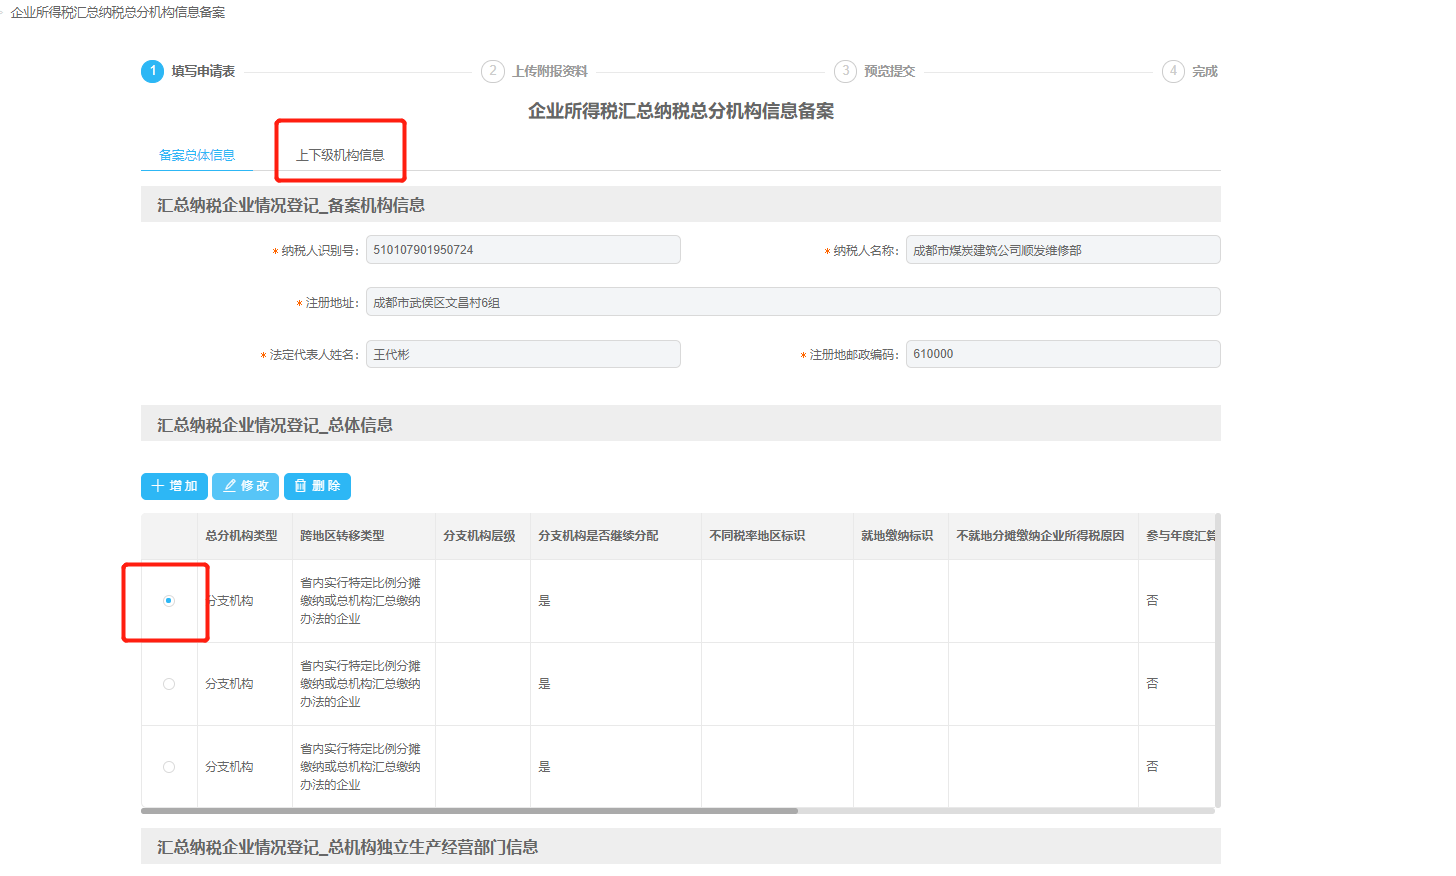 企业所得税汇总纳税总分机构信息备案
1 填写申请表 2 上传附报资料 3 预览提交 4 完成
企业所得税汇总纳税总分机构信息备案
备案总体信息 上下级机构信息
汇总纳税企业情况登记_备案机构信息
* 纳税人识别号： 510107901950724 * 纳税人名称： 成都市煤炭建筑公司顺发维修部
* 注册地址： 成都市武侯区文昌村6组
* 法定代表人姓名： 王代彬 * 注册地邮政编码： 610000
汇总纳税企业情况登记_总体信息
增加 修改 删除
总分机构类型 跨地区转移类型 分支机构层级 分支机构是否继续分配 不同税率地区标识 就地缴纳标识 不就地分摊缴纳企业所得税原因 参与年度汇算
省内实行特定比例分摊
分支机构 缴纳或总机构汇总缴纳 是 否
办法的企业
省内实行特定比例分摊
分支机构 缴纳或总机构汇总缴纳 是 否
办法的企业
省内实行特定比例分摊
分支机构 缴纳或总机构汇总缴纳 是 否
办法的企业
汇总纳税企业情况登记_总机构独立生产经营部门信息